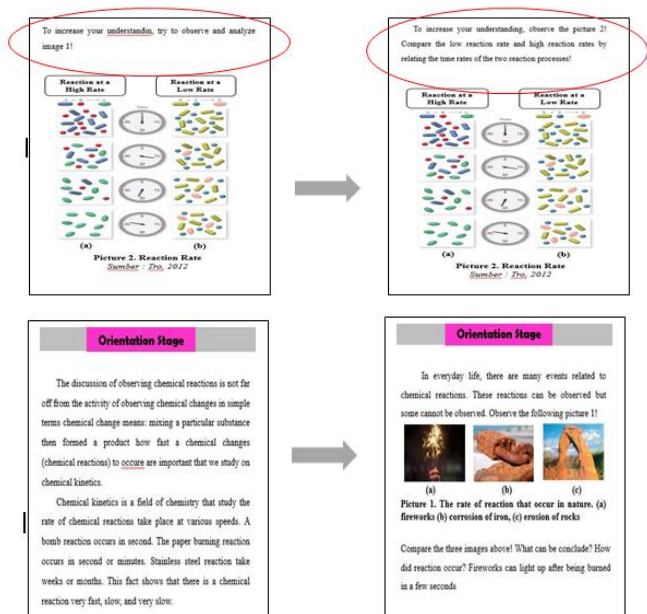 To increase your understandin, try to observe and analyze
image 1!
Reaction at a
High Rate
Reaction at a
Low Rate
(a)
(b)
Picture 2. Reaction Rate
Sumber : Tro, 2012
To increase your understanding, observe the picture 2!
Compare the low reaction rate and high reaction rates by
relating the time rates of the two reaction processes!
Reaction at a
High Rate
Reaction at a
Low Rate
(a)
(b)
Picture 2. Reaction Rate
Sumber : Tro, 2012
Orientation Stage
The discussion of observing chemical reactions is not far
off from the activity of observing chemical changes in simple
terms chemical change means: mixing a particular substance
then formed a product how fast a chemical changes
(chemical reactions) to occure are important that we study on
chemical kinetics.
Chemical kinetics is a field of chemistry that study the
rate of chemical reactions take place at various speeds. A
bomb reaction occurs in second. The paper burning reaction
occurs in second or minutes. Stainless steel reaction take
weeks or months. This fact shows that there is a chemical
reaction very fast, slow, and very slow.
Orientation Stage
In everyday life, there are many events related to
chemical reactions. These reactions can be observed but
some cannot be observed. Observe the following picture 1!
(a)
(b)
(c)
Picture 1. The rate of reaction that occur in nature. (a)
fireworks (b) corrosion of iron, (c) erosion of rocks
Compare the three images above! What can be conclude? How
did reaction occur? Fireworks can light up after being burned
in a few seconds